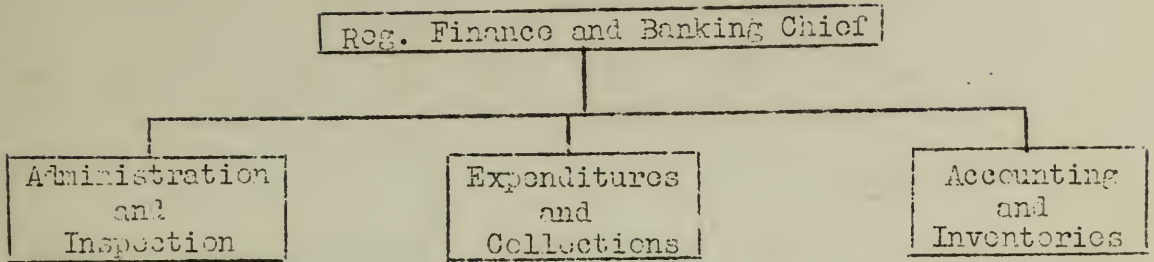 Reg. Finance and Banking Chief
Administration
and
Inspection
Expenditures
and
Collections
Accounting
and
Inventories